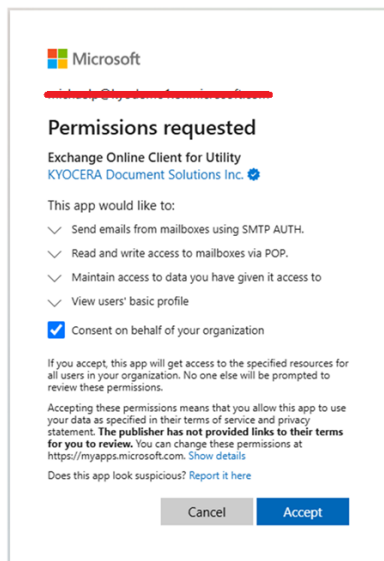 Microsoft
Permissions requested
Exchange Online Client for Utility
KYOCERA Document Solutions Inc.
This app would like to:
Send emails from mailboxes using SMTP AUTH.
Read and write access to mailboxes via POP.
Maintain access to data you have given it access to
View users' basic profile
Consent on behalf of your organization
If you accept, this app will get access to the specified resources for
all users in your organization. No one else will be prompted to
review these permissions.
Accepting these permissions means that you allow this app to use
your data as specified in their terms of service and privacy
statement. The publisher has not provided links to their terms
for you to review. You can change these permissions at
https://myapps.microsoft.com. Show details
Does this app look suspicious? Report it here
Cancel
Accept